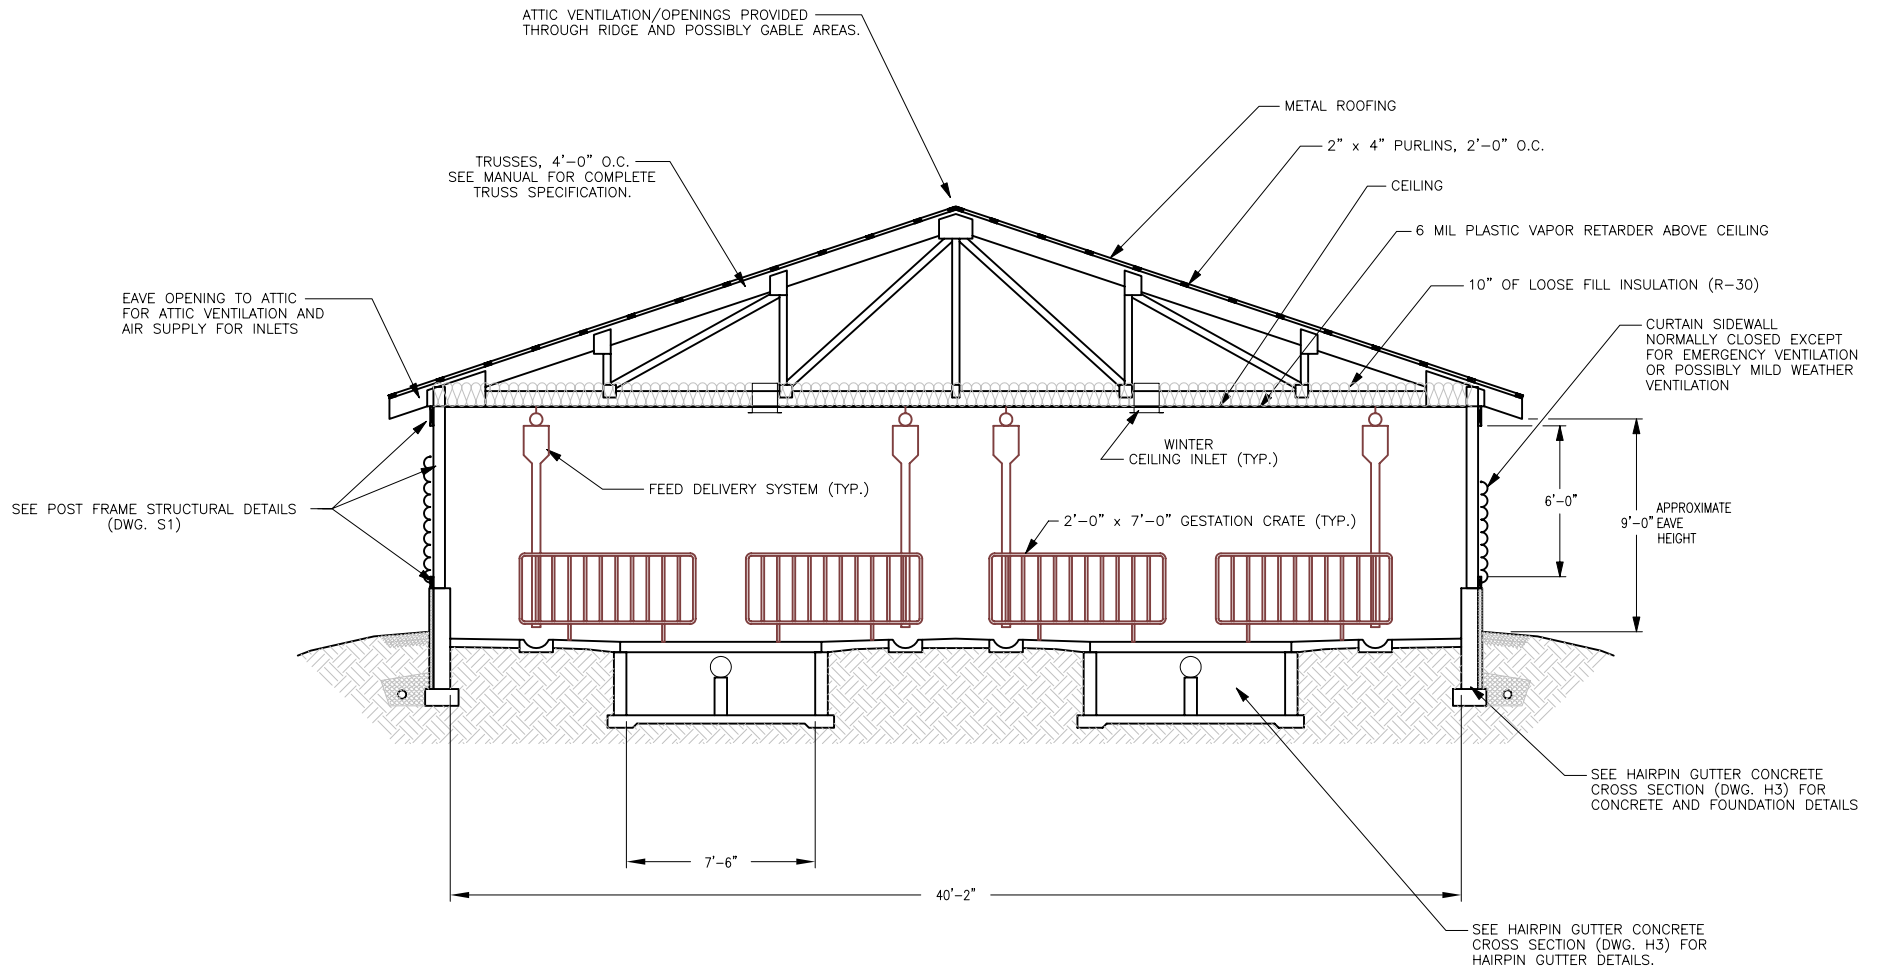 ATTIC VENTILATION/OPENINGS PROVIDED
THROUGH RIDGE AND POSSIBLY GABLE AREAS.
METAL ROOFING
2" x 4" PURLINS, 2'-0" O.C.
TRUSSES, 4'-0" O.C.
SEE MANUAL FOR COMPLETE
TRUSS SPECIFICATION.
CEILING
6 MIL PLASTIC VAPOR RETARDER ABOVE CEILING
10" OF LOOSE FILL INSULATION (R-30)
EAVE OPENING TO ATTIC
FOR ATTIC VENTILATION AND
AIR SUPPLY FOR INLETS
CURTAIN SIDEWALL
NORMALLY CLOSED EXCEPT
FOR EMERGENCY VENTILATION
OR POSSIBLY MILD WEATHER
VENTILATION
WINTER
CEILING INLET (TYP.)
FEED DELIVERY SYSTEM (TYP.)
SEE POST FRAME STRUCTURAL DETAILS
(DWG. S1)
2'-0" x 7'-0" GESTATION CRATE (TYP.)
6'-0"
9'-0"
APPROXIMATE
EAVE
HEIGHT
SEE HAIRPIN GUTTER CONCRETE
CROSS SECTION (DWG. H3) FOR
CONCRETE AND FOUNDATION DETAILS
7'-6"
40'-2"
SEE HAIRPIN GUTTER CONCRETE
CROSS SECTION (DWG. H3) FOR
HAIRPIN GUTTER DETAILS.